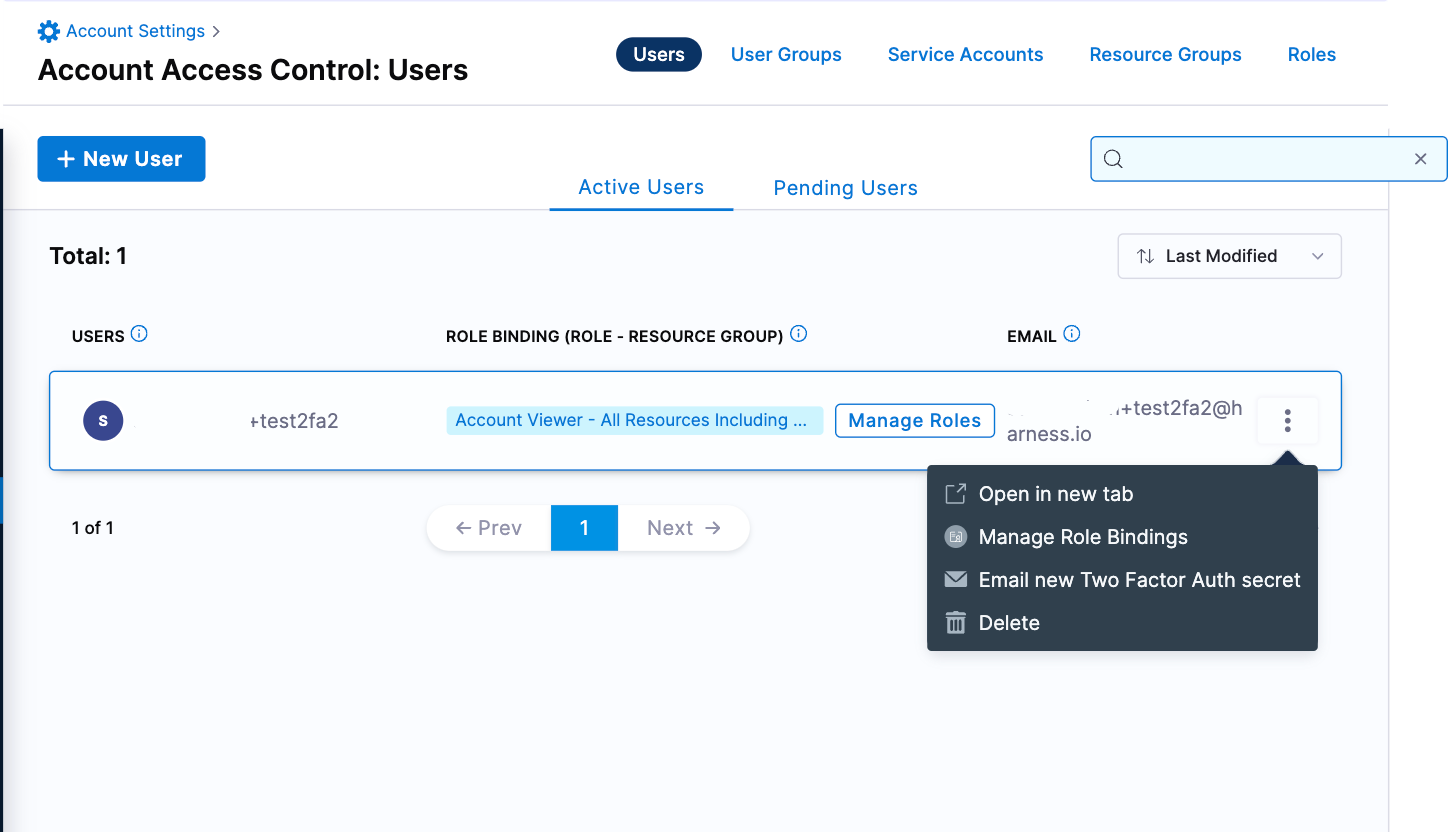 Account Settings >
Account Access Control: Users
Users User Groups Service Accounts Resource Groups Roles
+ New User
Active Users Pending Users
Total: 1
Last Modified
USERS ROLE BINDING (ROLE - RESOURCE GROUP) EMAIL
S +test2fa2 Account Viewer - All Resources Including ... Manage Roles +test2fa2@h
arness.io
Open in new tab
Manage Role Bindings
Email new Two Factor Auth secret
Delete
1 of 1 ← Prev 1 Next →